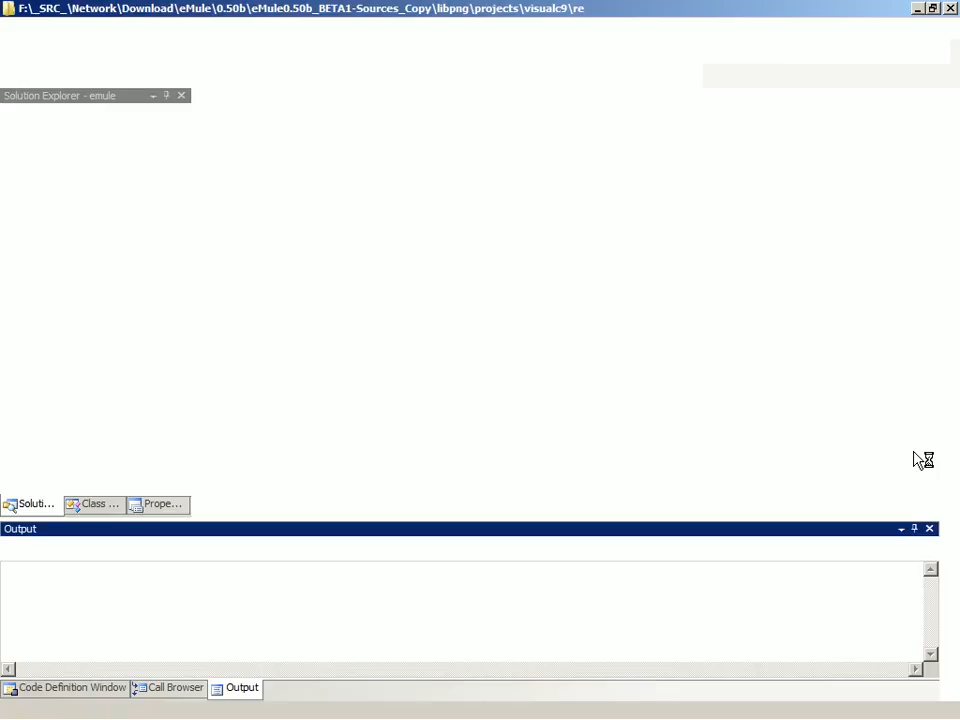 F:\_SRC_\Network\Download\eMule\0.50b\eMule0.50b_BETA1-Sources_Copy\libpng\projects\visualc9\re
Solution Explorer - emule
Soluti... Class ... Prope...
Output
Code Definition Window Call Browser Output